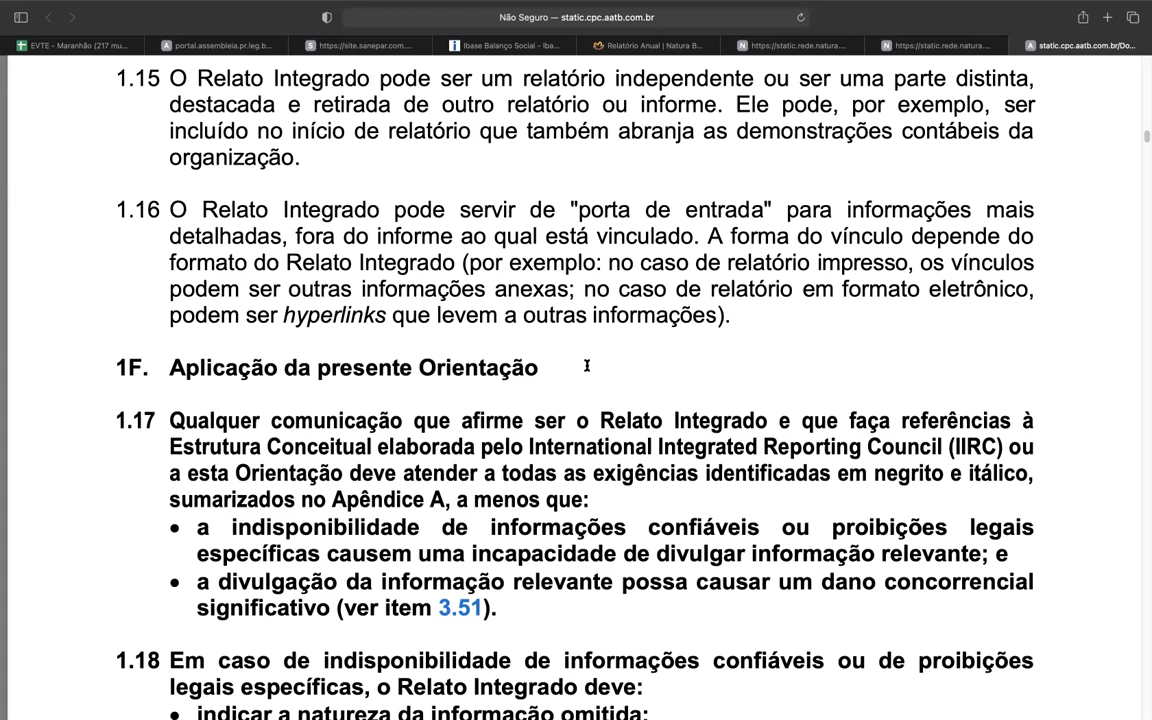 Não Seguro — static.cpc.aatb.com.br
EVTE - Maranhão (217 mu...
portal.assembleia.pr.leg.b...
https://site.sanepar.com....
Ibase Balanço Social - Iba...
Relatório Anual | Natura B...
https://static.rede.natura....
https://static.rede.natura....
static.cpc.aatb.com.br/Do...
1.15 O Relato Integrado pode ser um relatório independente ou ser uma parte distinta,
destacada e retirada de outro relatório ou informe. Ele pode, por exemplo, ser
incluído no início de relatório que também abranja as demonstrações contábeis da
organização.
1.16 O Relato Integrado pode servir de "porta de entrada" para informações mais
detalhadas, fora do informe ao qual está vinculado. A forma do vínculo depende do
formato do Relato Integrado (por exemplo: no caso de relatório impresso, os vínculos
podem ser outras informações anexas; no caso de relatório em formato eletrônico,
podem ser hyperlinks que levem a outras informações).
1F. Aplicação da presente Orientação
1.17 Qualquer comunicação que afirme ser o Relato Integrado e que faça referências à
Estrutura Conceitual elaborada pelo International Integrated Reporting Council (IIRC) ou
a esta Orientação deve atender a todas as exigências identificadas em negrito e itálico,
sumarizados no Apêndice A, a menos que:
• a indisponibilidade de informações confiáveis ou proibições legais
específicas causem uma incapacidade de divulgar informação relevante; e
• a divulgação da informação relevante possa causar um dano concorrencial
significativo (ver item 3.51).
1.18 Em caso de indisponibilidade de informações confiáveis ou de proibições
legais específicas, o Relato Integrado deve:
• indicar a natureza da informação omitida;